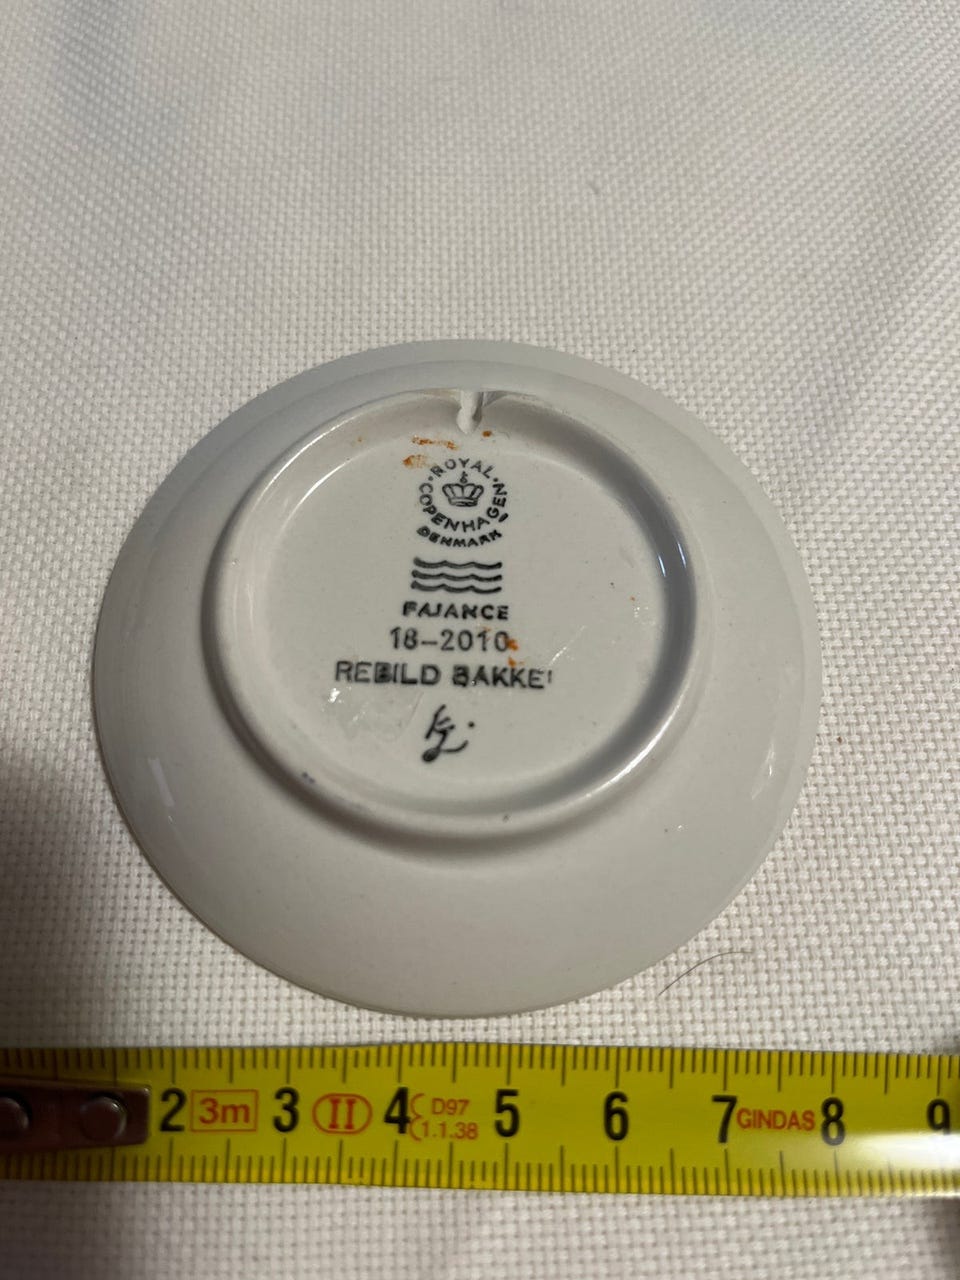 ROYAL
COPENHAGEN
DENMARK
FAJANCE
18-2010
REBILD BAKKE
2 3m 3 II 4 D97 5 6 7 GINDAS 8 9
1.1.38